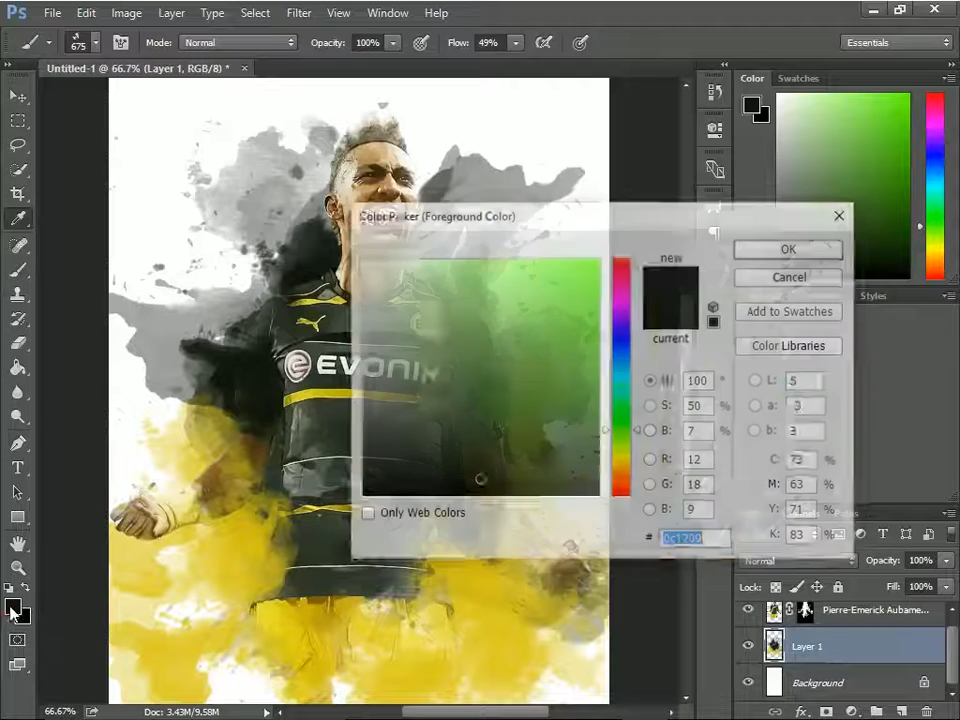 Ps File Edit Image Layer Type Select Filter View Window Help
675 Mode: Normal Opacity: 100% Flow: 49% Essentials
Untitled-1 @ 66.7% (Layer 1, RGB/8) * ×
Color Swatches
Color Picker (Foreground Color)
new
OK
Cancel
Add to Swatches
Styles
current
Color Libraries
EVONIK
100 °
L: 5
S: 50 %
a: 3
B: 7 %
b: 3
R: 12
C: 73 %
G: 18
M: 63 %
B: 9
Y: 71 %
Only Web Colors
# 0c1209
K: 83 %
Normal Opacity: 100%
Lock: Fill: 100%
Pierre-Emerick Aubame...
Layer 1
Background
66.67% Doc: 3.43M/9.58M